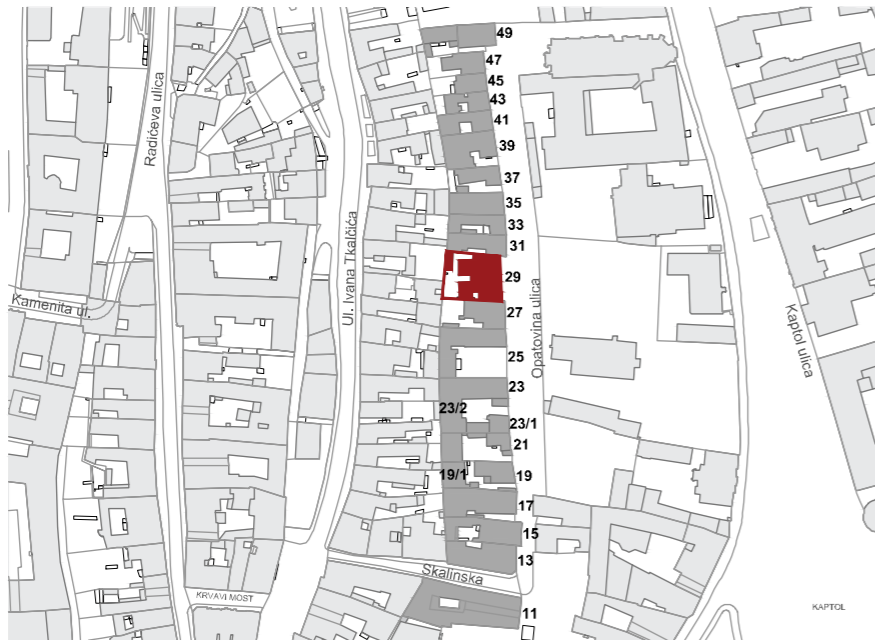 49
47
45
43
41
39
37
35
33
31
29
27
25
23
23/2
23/1
21
19/1
19
17
15
13
11
Radićeva ulica
Ul. Ivana Tkalčića
Kamenita ul.
Opatovina ulica
Kaptol ulica
Skalinska
KRVAVI MOST
KAPTOL